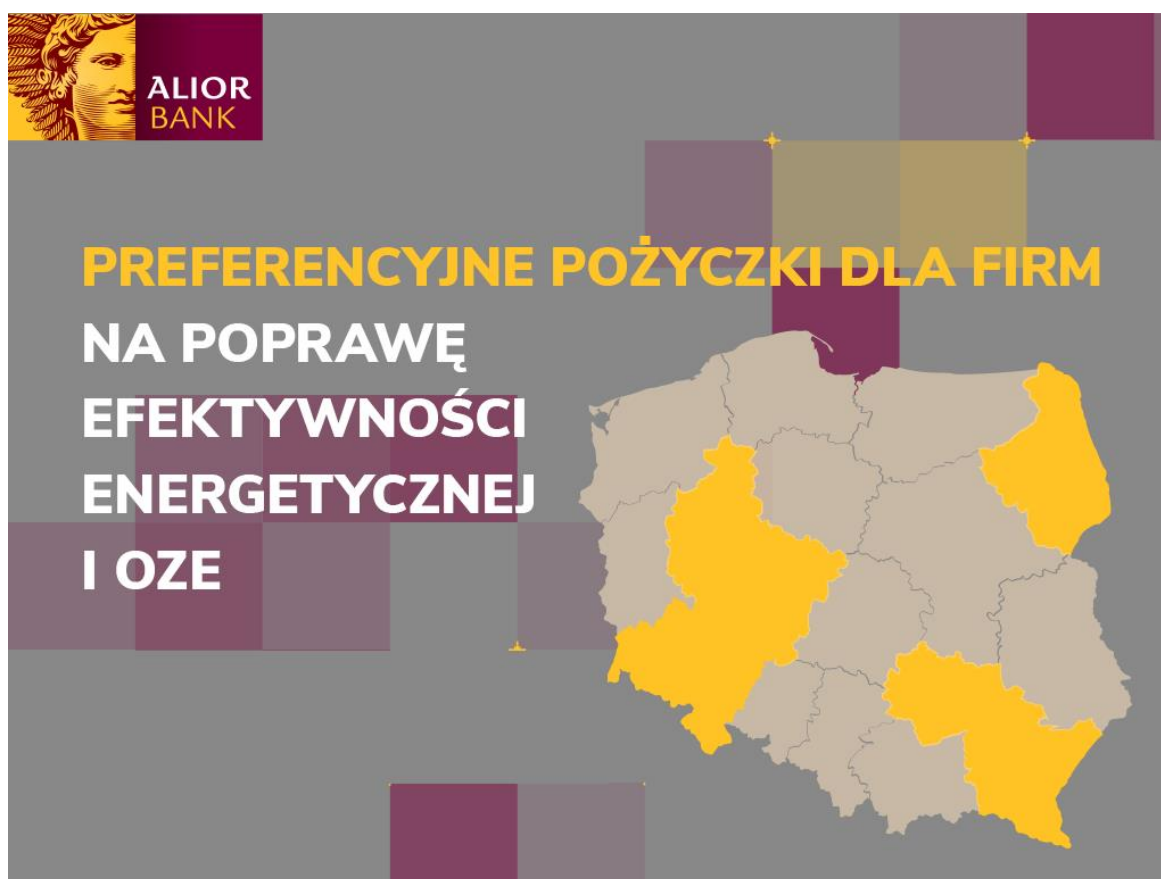 ALIOR
BANK
PREFERENCYJNE POŻYCZKI DLA FIRM
NA POPRAWĘ
EFEKTYWNOŚCI
ENERGETYCZNEJ
I OZE